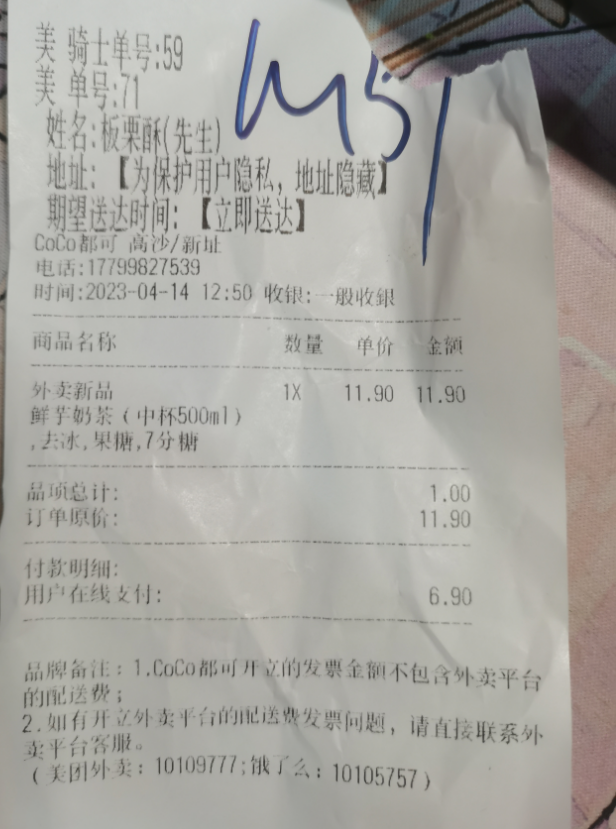 美 骑士单号:59
美 单号:71
姓名:板栗酥(先生)
地址:【为保护用户隐私，地址隐藏】
期望送达时间:【立即送达】
CoCo都可 高沙/新址
电话:17799827539
时间:2023-04-14 12:50 收银:一般收银
商品名称 数量 单价 金额
外卖新品 1X 11.90 11.90
鲜芋奶茶（中杯500ml）
,去冰,果糖,7分糖
品项总计: 1.00
订单原价: 11.90
付款明细:
用户在线支付: 6.90
品牌备注：1.CoCo都可开立的发票金额不包含外卖平台
的配送费；
2.如有开立外卖平台的配送费发票问题，请直接联系外
卖平台客服。
（美团外卖：10109777;饿了么：10105757）